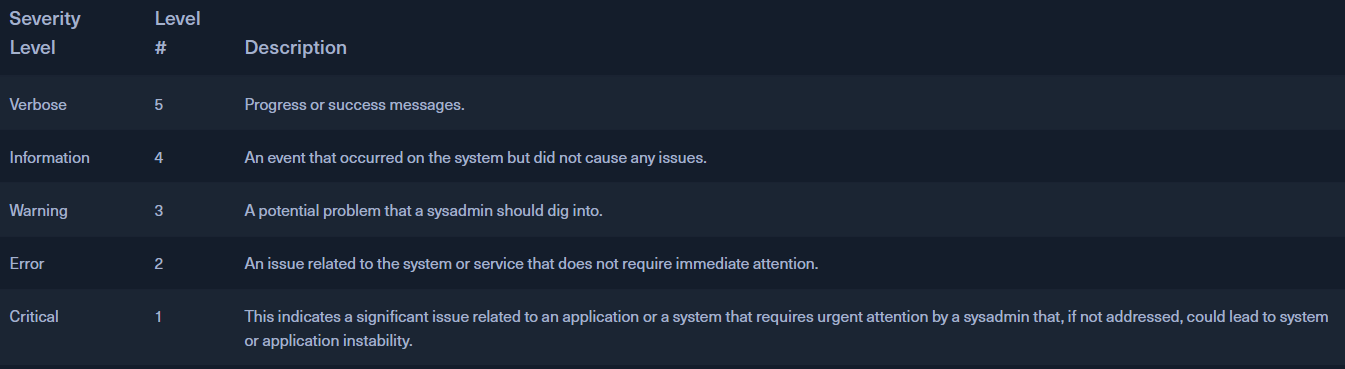 Severity Level Level # Description
Verbose 5 Progress or success messages.
Information 4 An event that occurred on the system but did not cause any issues.
Warning 3 A potential problem that a sysadmin should dig into.
Error 2 An issue related to the system or service that does not require immediate attention.
Critical 1 This indicates a significant issue related to an application or a system that requires urgent attention by a sysadmin that, if not addressed, could lead to system
or application instability.